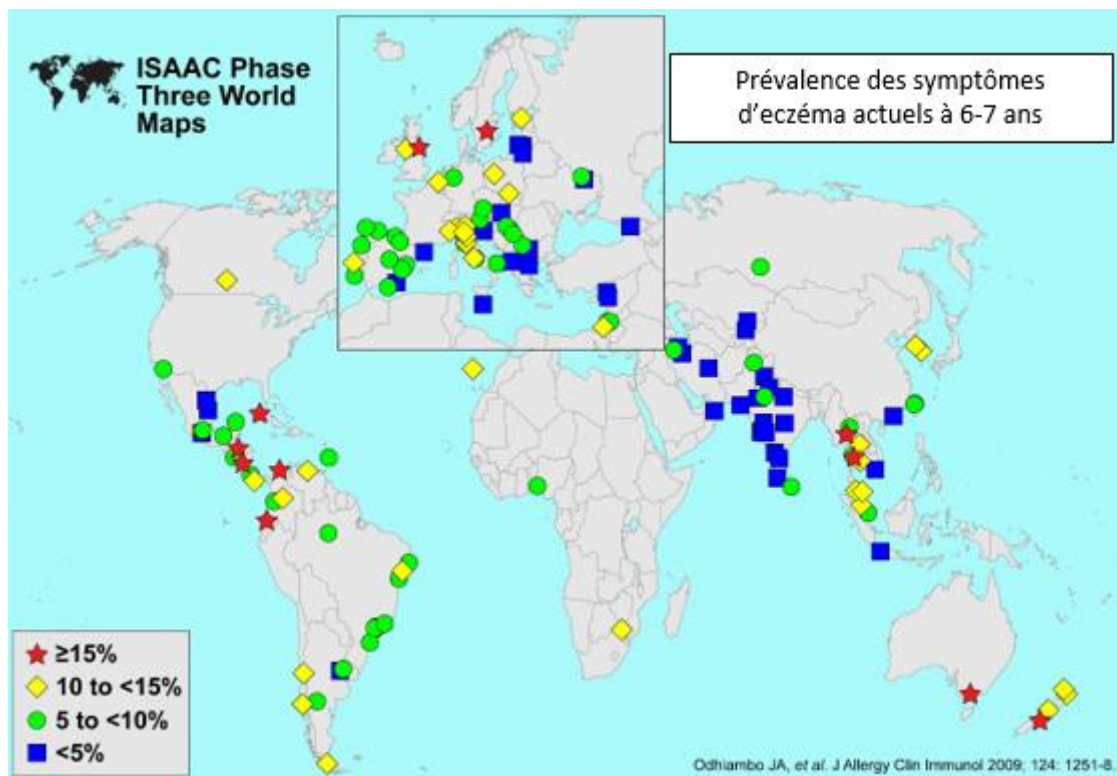 ISAAC Phase
Three World
Maps
Prévalence des symptômes
d'eczéma actuels à 6-7 ans
≥15%
10 to <15%
5 to <10%
<5%
Odhiambo JA, et al. J Allergy Clin Immunol 2009; 124: 1251-8